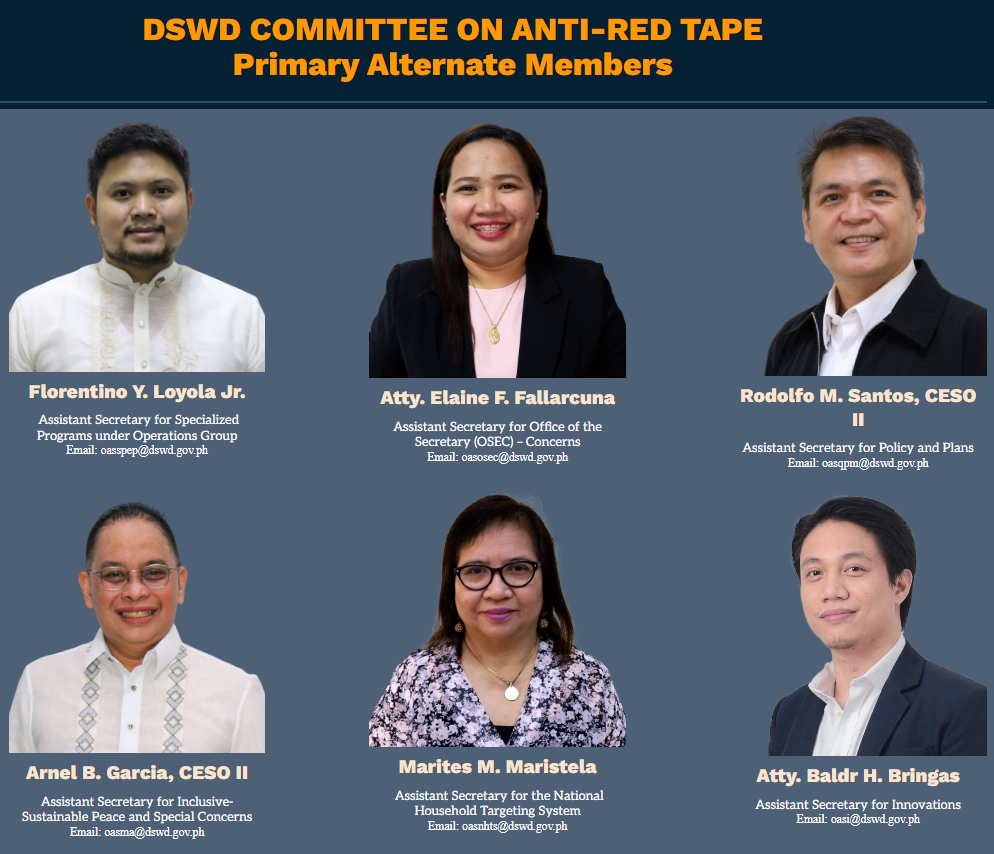 DSWD COMMITTEE ON ANTI-RED TAPE
Primary Alternate Members
Florentino Y. Loyola Jr.
Assistant Secretary for Specialized
Programs under Operations Group
Email: oasspep@dswd.gov.ph
Atty. Elaine F. Fallarcuna
Assistant Secretary for Office of the
Secretary (OSEC) – Concerns
Email: oasosec@dswd.gov.ph
Rodolfo M. Santos, CESO
II
Assistant Secretary for Policy and Plans
Email: oasqpm@dswd.gov.ph
Arnel B. Garcia, CESO II
Assistant Secretary for Inclusive-
Sustainable Peace and Special Concerns
Email: oasma@dswd.gov.ph
Marites M. Maristela
Assistant Secretary for the National
Household Targeting System
Email: oasnhts@dswd.gov.ph
Atty. Baldr H. Bringas
Assistant Secretary for Innovations
Email: oasi@dswd.gov.ph